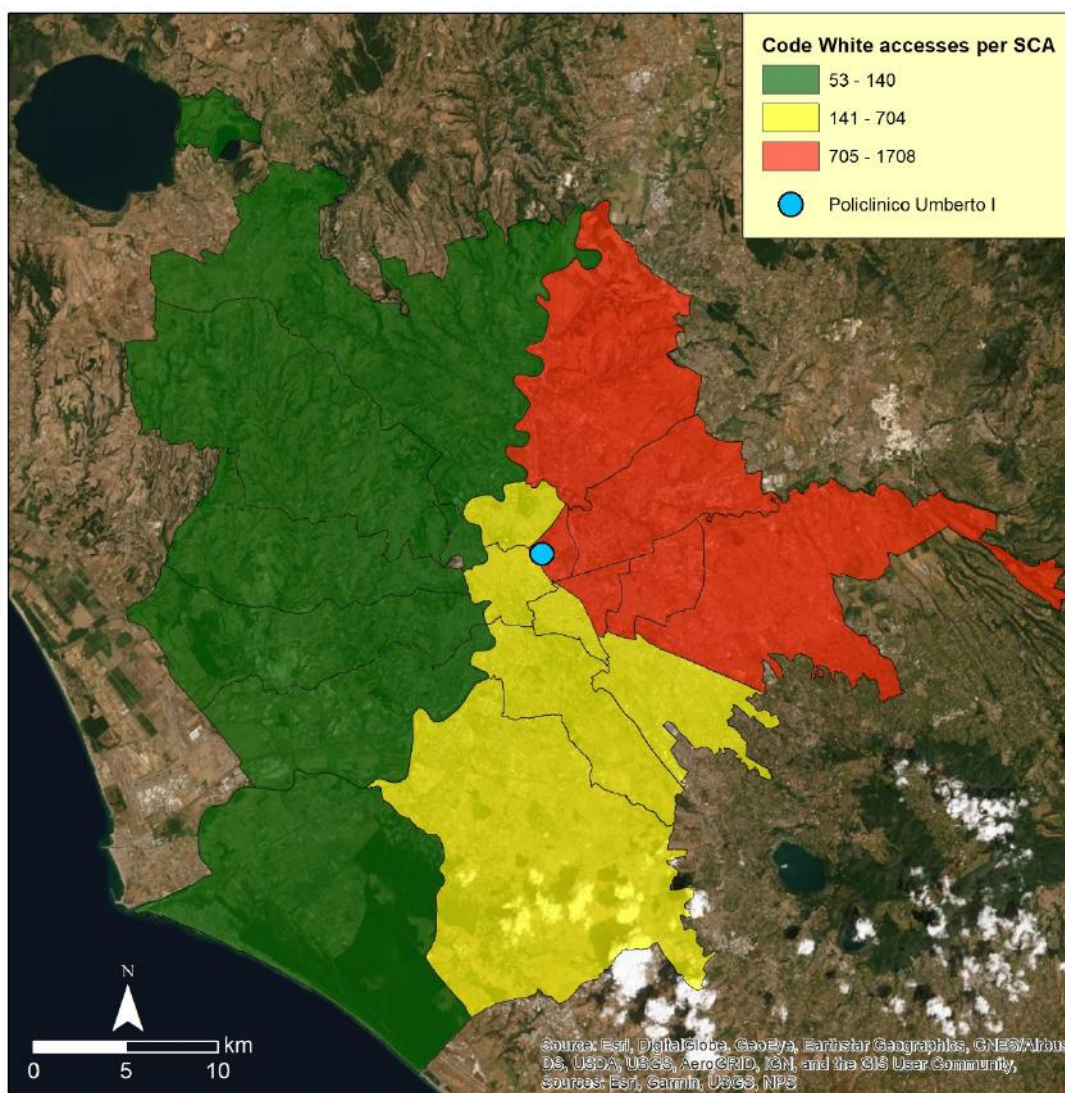 Code White accesses per SCA
53 - 140
141 - 704
705 - 1708
Policlinico Umberto I
N
km
0 5 10
Source: Esri, DigitalGlobe, GeoEye, Earthstar Geographics, CNES/Airbus
DS, USDA, USGS, AeroGRID, IGN, and the GIS User Community,
Sources: Esri, Garmin, USGS, NPS